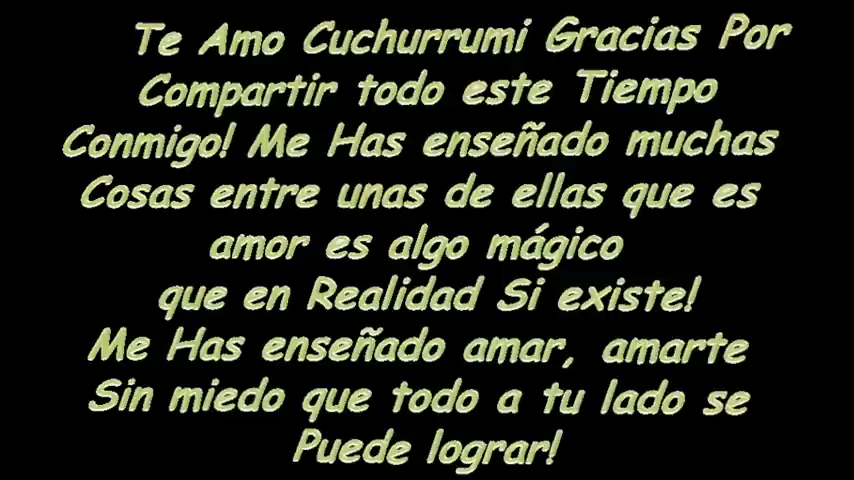 Te Amo Cuchurrumi Gracias Por
Compartir todo este Tiempo
Conmigo! Me Has enseñado muchas
Cosas entre unas de ellas que es
amor es algo mágico
que en Realidad Si existe!
Me Has enseñado amar, amarte
Sin miedo que todo a tu lado se
Puede lograr!